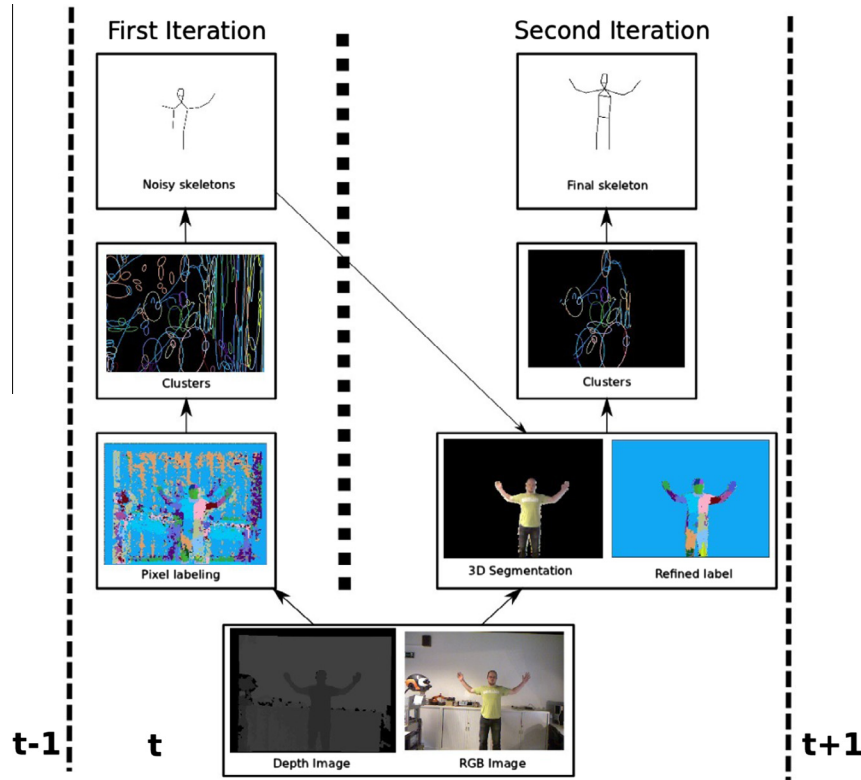 First Iteration
Second Iteration
Noisy skeletons
Final skeleton
Clusters
Clusters
Pixel labeling
3D Segmentation
Refined label
Depth Image
RGB Image
t-1
t
t+1